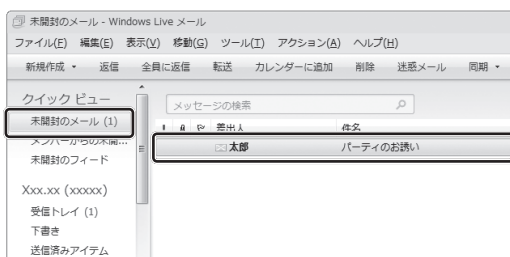 未開封のメール - Windows Live メール
ファイル(F) 編集(E) 表示(V) 移動(G) ツール(T) アクション(A) ヘルプ(H)
新規作成 返信 全員に返信 転送 カレンダーに追加 削除 迷惑メール 同期
クイック ビュー
メッセージの検索
未開封のメール (1)
差出人 件名
メンバーからの未開...
太郎 パーティのお誘い
未開封のフィード
Xxx.xx (xxxxx)
受信トレイ (1)
下書き
送信済みアイテム